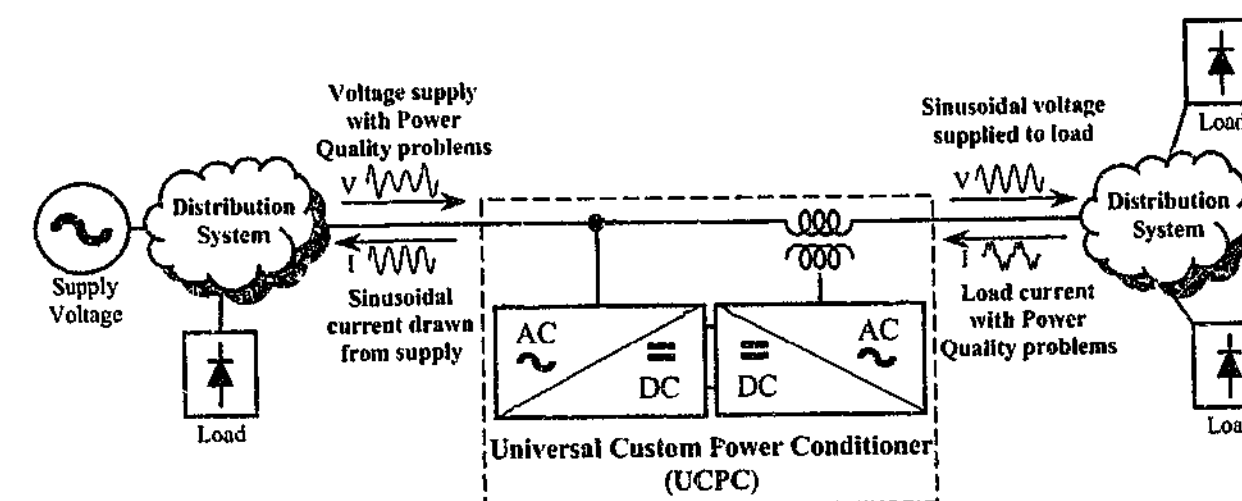 Voltage supply
with Power
Quality problems
V
Distribution
System
Supply
Voltage
I
Sinusoidal
current drawn
from supply
Load
AC
DC
DC
AC
Universal Custom Power Conditioner
(UCPC)
Sinusoidal voltage
supplied to load
V
I
Load current
with Power
Quality problems
Load
Distribution
System
Loa